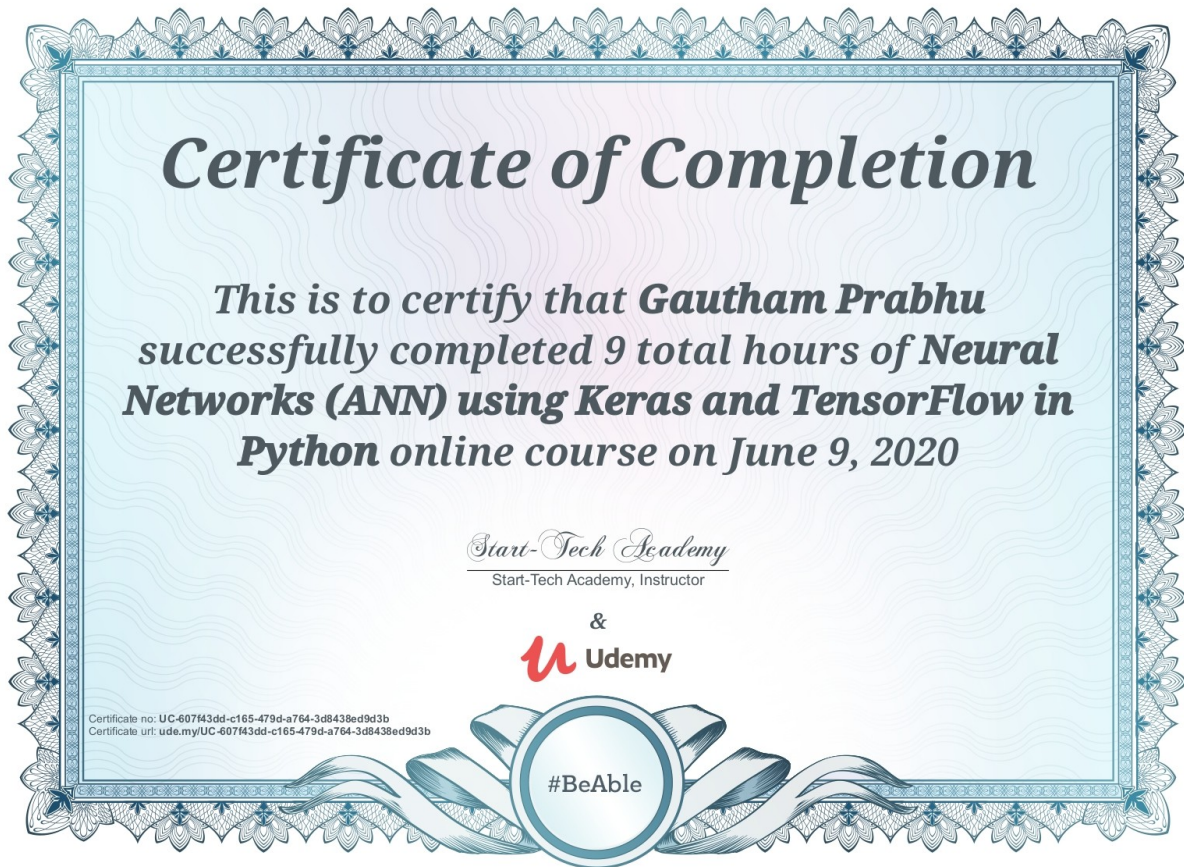 Certificate of Completion
This is to certify that Gautham Prabhu
successfully completed 9 total hours of Neural
Networks (ANN) using Keras and TensorFlow in
Python online course on June 9, 2020
Start-Tech Academy
Start-Tech Academy, Instructor
&
Udemy
Certificate no: UC-607f43dd-c165-479d-a764-3d8438ed9d3b
Certificate url: ude.my/UC-607f43dd-c165-479d-a764-3d8438ed9d3b
#BeAble